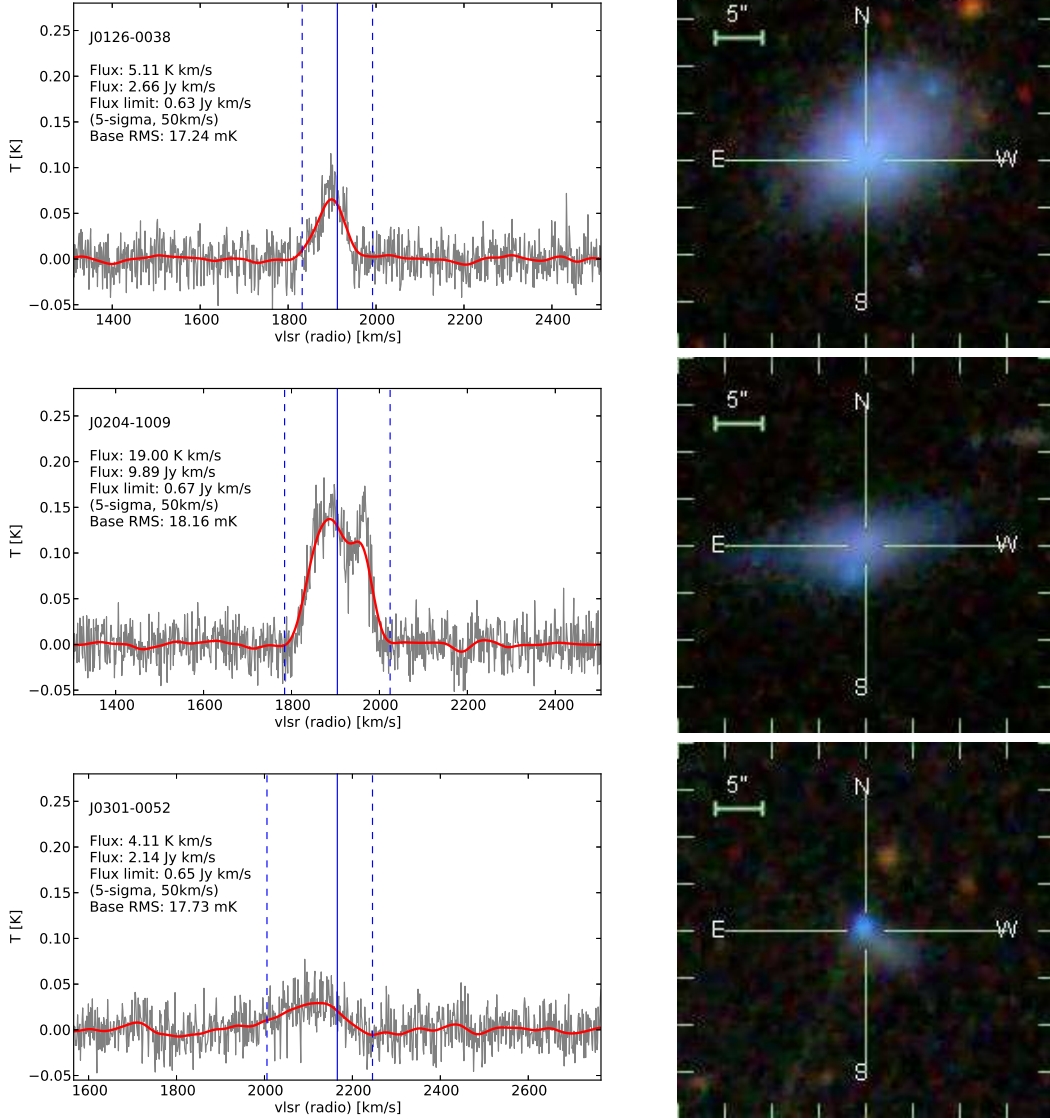 J0126-0038
Flux: 5.11 K km/s
Flux: 2.66 Jy km/s
Flux limit: 0.63 Jy km/s
(5-sigma, 50km/s)
Base RMS: 17.24 mK
T [K]
0.25
0.20
0.15
0.10
0.05
0.00
−0.05
1400 1600 1800 2000 2200 2400
vlsr (radio) [km/s]
5"
N
E W
S
J0204-1009
Flux: 19.00 K km/s
Flux: 9.89 Jy km/s
Flux limit: 0.67 Jy km/s
(5-sigma, 50km/s)
Base RMS: 18.16 mK
T [K]
0.25
0.20
0.15
0.10
0.05
0.00
−0.05
1400 1600 1800 2000 2200 2400
vlsr (radio) [km/s]
5"
N
E W
S
J0301-0052
Flux: 4.11 K km/s
Flux: 2.14 Jy km/s
Flux limit: 0.65 Jy km/s
(5-sigma, 50km/s)
Base RMS: 17.73 mK
T [K]
0.25
0.20
0.15
0.10
0.05
0.00
−0.05
1600 1800 2000 2200 2400 2600
vlsr (radio) [km/s]
5"
N
E W
S